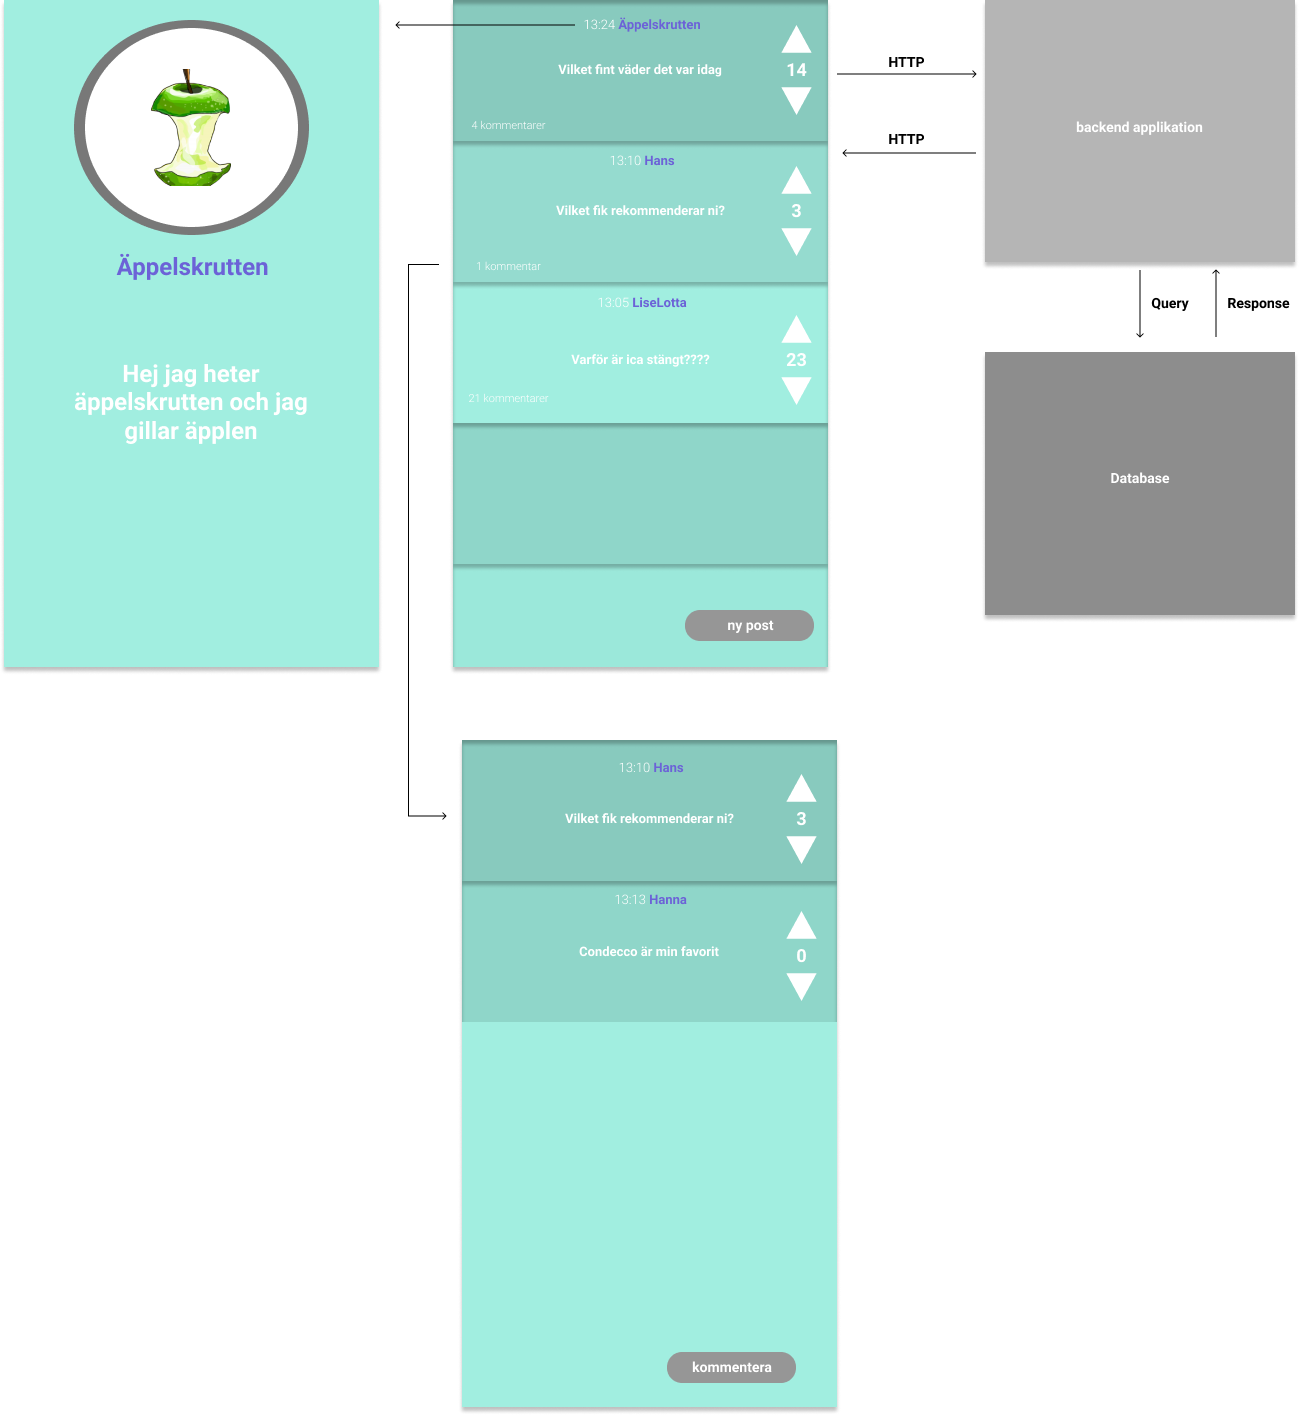 Äppelskrutten
Hej jag heter
äppelskrutten och jag
gillar äpplen
13:24 Äppelskrutten
Vilket fint väder det var idag
14
4 kommentarer
13:10 Hans
Vilket fik rekommenderar ni?
3
1 kommentar
13:05 LiseLotta
Varför är ica stängt????
23
21 kommentarer
ny post
HTTP
HTTP
backend applikation
Query
Response
Database
13:10 Hans
Vilket fik rekommenderar ni?
3
13:13 Hanna
Condecco är min favorit
0
kommentera